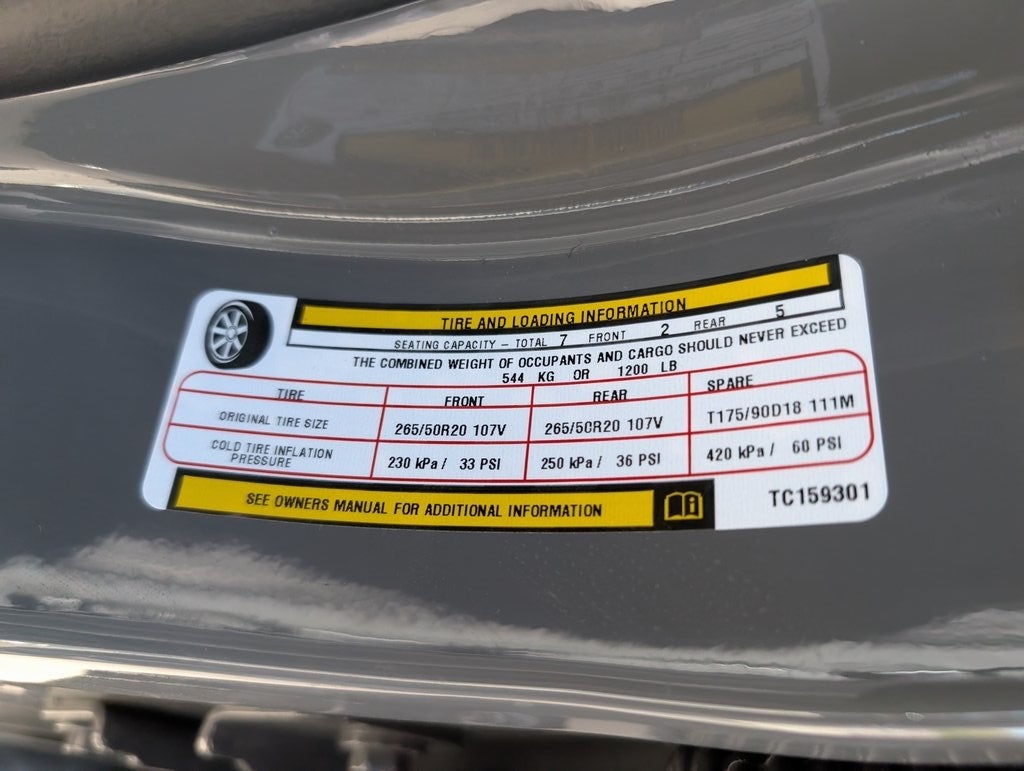 TIRE AND LOADING INFORMATION
SEATING CAPACITY – TOTAL 7 FRONT 2 REAR 5
THE COMBINED WEIGHT OF OCCUPANTS AND CARGO SHOULD NEVER EXCEED
544 KG OR 1200 LB
TIRE FRONT REAR SPARE
ORIGINAL TIRE SIZE 265/50R20 107V 265/50R20 107V T175/90D18 111M
COLD TIRE INFLATION PRESSURE 230 kPa / 33 PSI 250 kPa / 36 PSI 420 kPa / 60 PSI
SEE OWNERS MANUAL FOR ADDITIONAL INFORMATION
TC159301